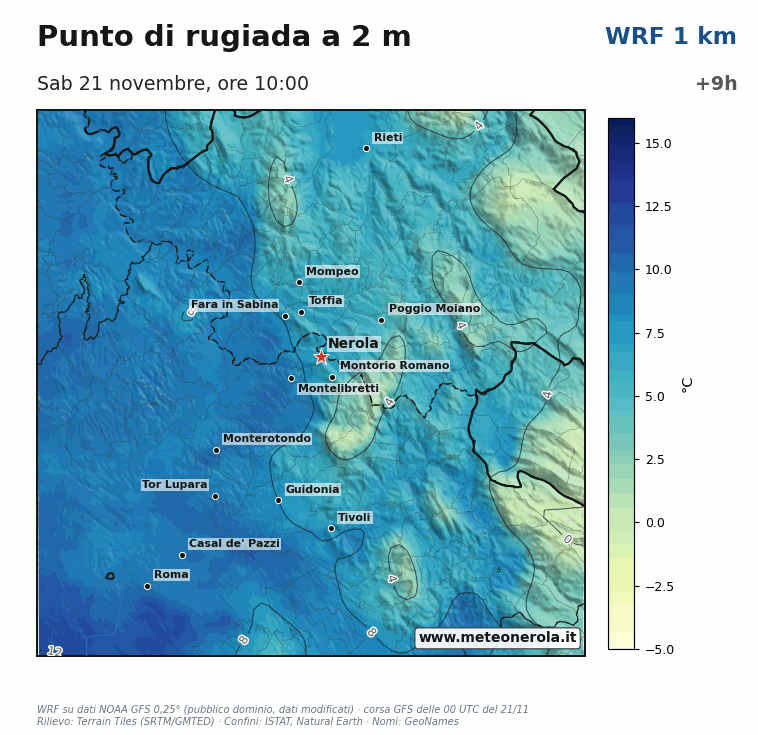 Punto di rugiada a 2 m
WRF 1 km
Sab 21 novembre, ore 10:00
+9h
Rieti
4
4
Mompeo
Toffia
Fara in Sabina
Poggio Moiano
8
4
Nerola
Montorio Romano
Montelibretti
4
4
Monterotondo
Tor Lupara
Guidonia
Tivoli
Casal de' Pazzi
0
Roma
4
8
8
12
www.meteonerola.it
15.0
12.5
10.0
7.5
5.0
2.5
0.0
−2.5
−5.0
°C
WRF su dati NOAA GFS 0,25° (pubblico dominio, dati modificati) · corsa GFS delle 00 UTC del 21/11
Rilievo: Terrain Tiles (SRTM/GMTED) · Confini: ISTAT, Natural Earth · Nomi: GeoNames